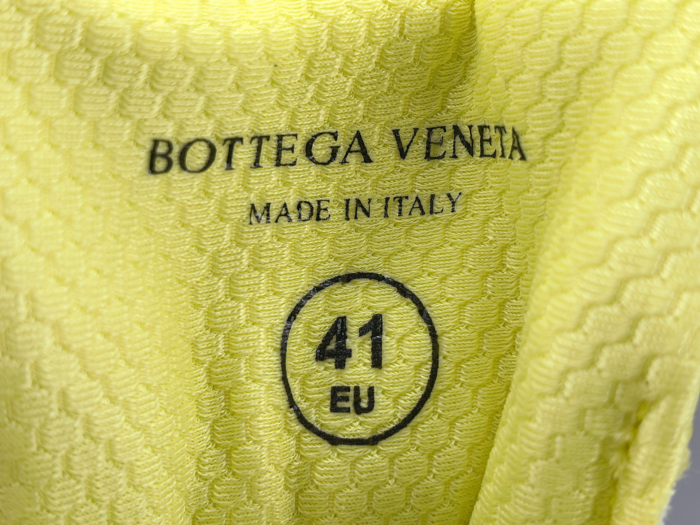 BOTTEGA VENETA
MADE IN ITALY
41
EU